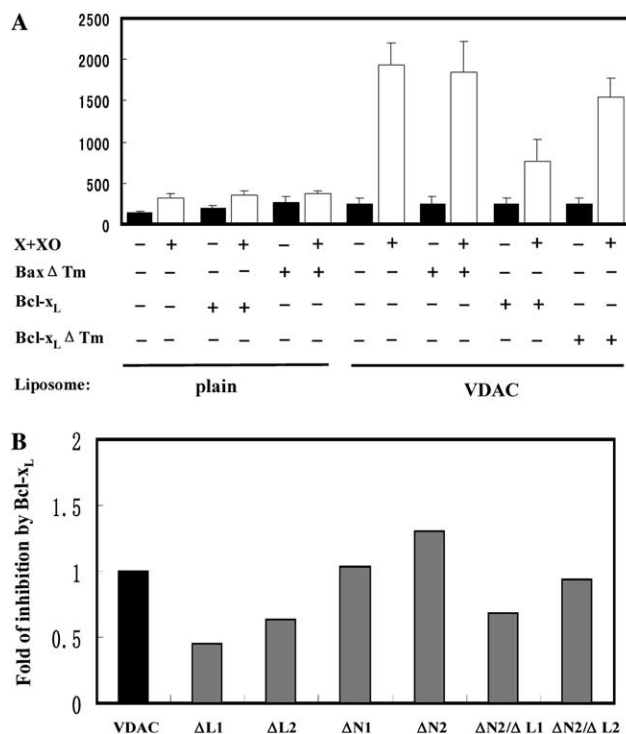 A
2500
2000
1500
1000
500
0
X+XO − + − + − + − + − + − + − +
Bax Δ Tm − − − − + + − − + + − − − −
Bcl-xL − − + + − − − − − − + + − −
Bcl-xL Δ Tm − − − − − − − − − − − − + +
Liposome: plain VDAC
B
Fold of inhibition by Bcl-xL
2
1.5
1
0.5
0
VDAC ΔL1 ΔL2 ΔN1 ΔN2 ΔN2/Δ L1 ΔN2/Δ L2